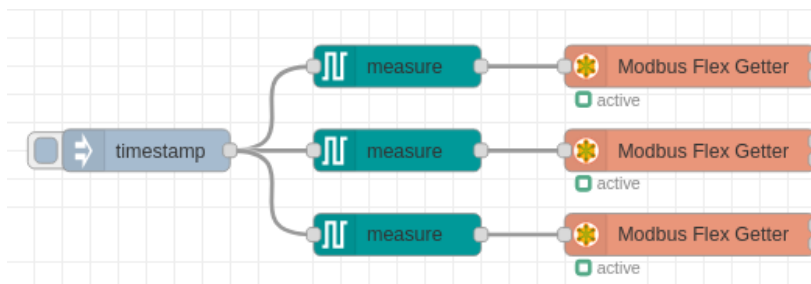 measure
Modbus Flex Getter
active
timestamp
measure
Modbus Flex Getter
active
measure
Modbus Flex Getter
active